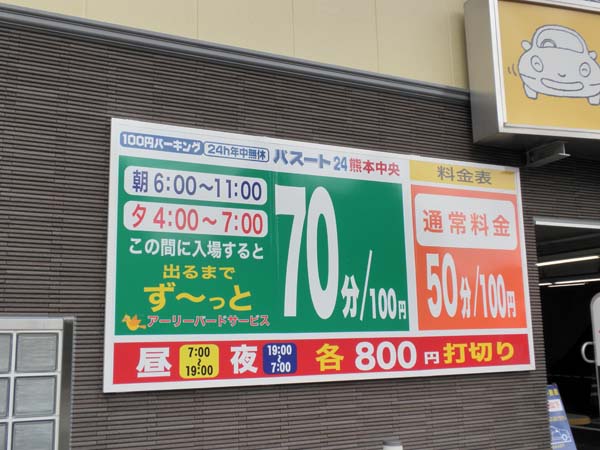 100円パーキング 24h年中無休 パスート24熊本中央
朝 6:00〜11:00
夕 4:00〜7:00
この間に入場すると
出るまで
ず〜っと
アーリーバードサービス
70分/100円
料金表
通常料金
50分/100円
昼 7:00〜19:00 夜 19:00〜7:00 各800円打切り